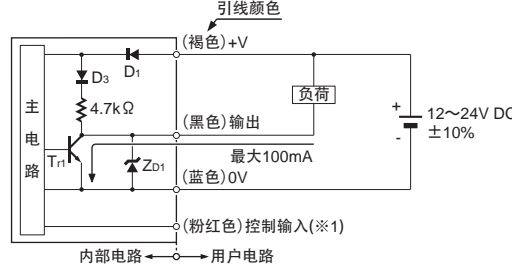 引线颜色
(褐色)+V
D1
D3
负荷
4.7kΩ
主电路
+
12～24V DC
±10%
-
(黑色)输出
Tr1
ZD1
最大100mA
(蓝色)0V
(粉红色)控制输入(※1)
内部电路
用户电路